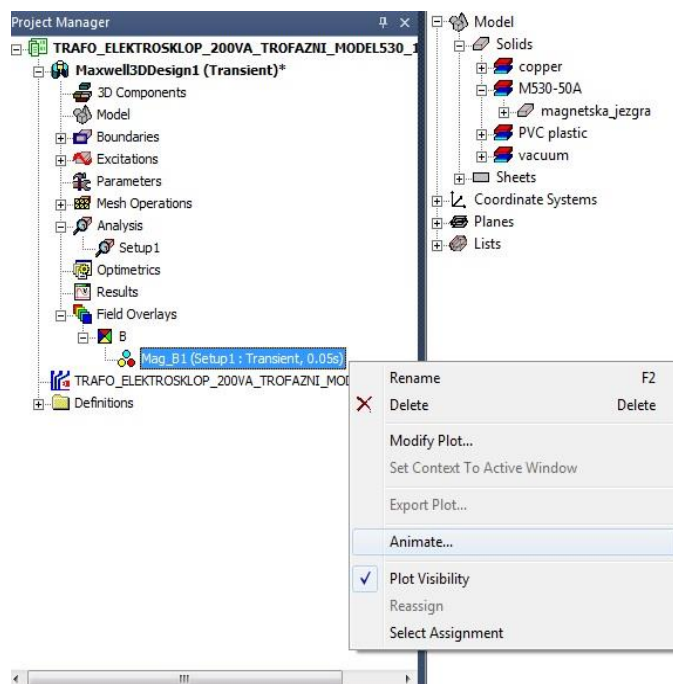 Project Manager
TRAFO_ELEKTROSKLOP_200VA_TROFAZNI_MODEL530_1
Maxwell3DDesign1 (Transient)*
3D Components
Model
Boundaries
Excitations
Parameters
Mesh Operations
Analysis
Setup1
Optimetrics
Results
Field Overlays
B
Mag_B1 (Setup1 : Transient, 0.05s)
TRAFO_ELEKTROSKLOP_200VA_TROFAZNI_MOD
Definitions
Model
Solids
copper
M530-50A
magnetska_jezgra
PVC plastic
vacuum
Sheets
Coordinate Systems
Planes
Lists
Rename F2
Delete Delete
Modify Plot...
Set Context To Active Window
Export Plot...
Animate...
Plot Visibility
Reassign
Select Assignment